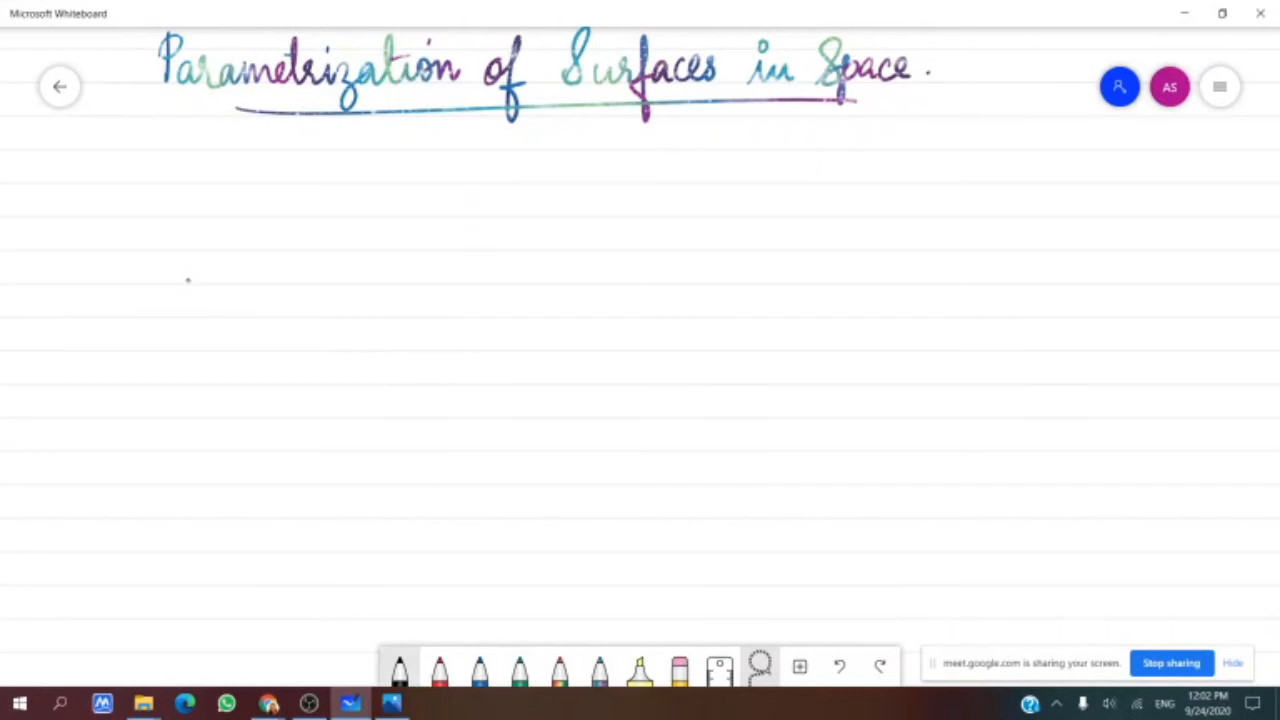 Microsoft Whiteboard
Parametrization of Surfaces in Space.
AS
meet.google.com is sharing your screen.
Stop sharing
Hide
ENG
12:02 PM
9/24/2020